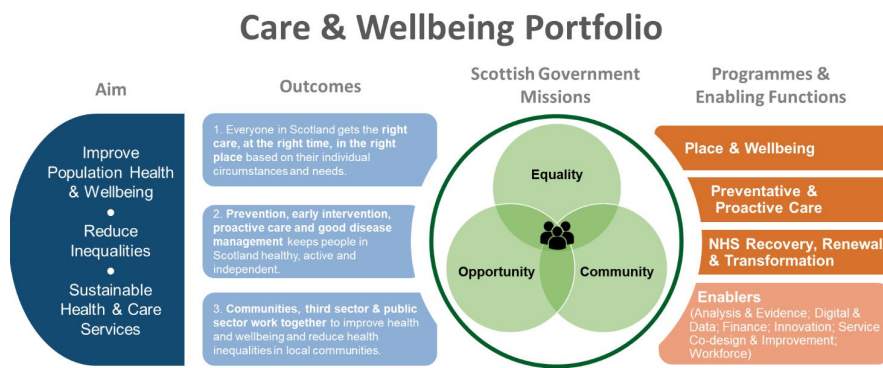 Care & Wellbeing Portfolio
Aim
Improve
Population Health
& Wellbeing
•
Reduce
Inequalities
•
Sustainable
Health & Care
Services
Outcomes
1. Everyone in Scotland gets the right
care, at the right time, in the right
place based on their individual
circumstances and needs.
2. Prevention, early intervention,
proactive care and good disease
management keeps people in
Scotland healthy, active and
independent.
3. Communities, third sector & public
sector work together to improve health
and wellbeing and reduce health
inequalities in local communities.
Scottish Government
Missions
Equality
Opportunity
Community
Programmes &
Enabling Functions
Place & Wellbeing
Preventative &
Proactive Care
NHS Recovery, Renewal
& Transformation
Enablers
(Analysis & Evidence; Digital &
Data; Finance; Innovation; Service
Co-design & Improvement;
Workforce)